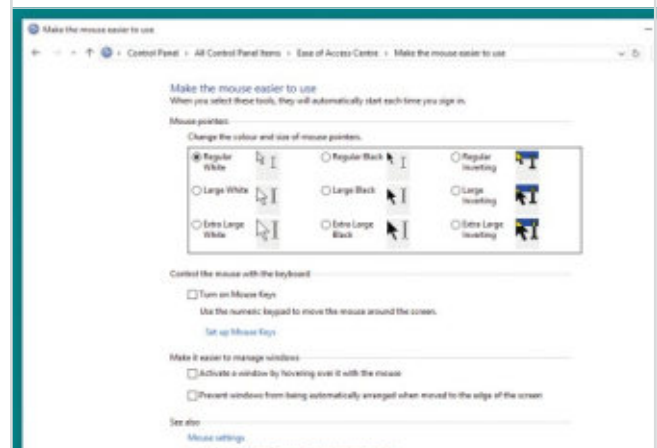 Make the mouse easier to use
Control Panel › All Control Panel Items › Ease of Access Centre › Make the mouse easier to use
Make the mouse easier to use
When you select these tools, they will automatically start each time you sign in.
Mouse pointers
Change the colour and size of mouse pointers.
Regular White Regular Black Regular Inverting
Large White Large Black Large Inverting
Extra Large White Extra Large Black Extra Large Inverting
Control the mouse with the keyboard
Turn on Mouse Keys
Use the numeric keypad to move the mouse around the screen.
Set up Mouse Keys
Make it easier to manage windows
Activate a window by hovering over it with the mouse
Prevent windows from being automatically arranged when moved to the edge of the screen
See also
Mouse settings